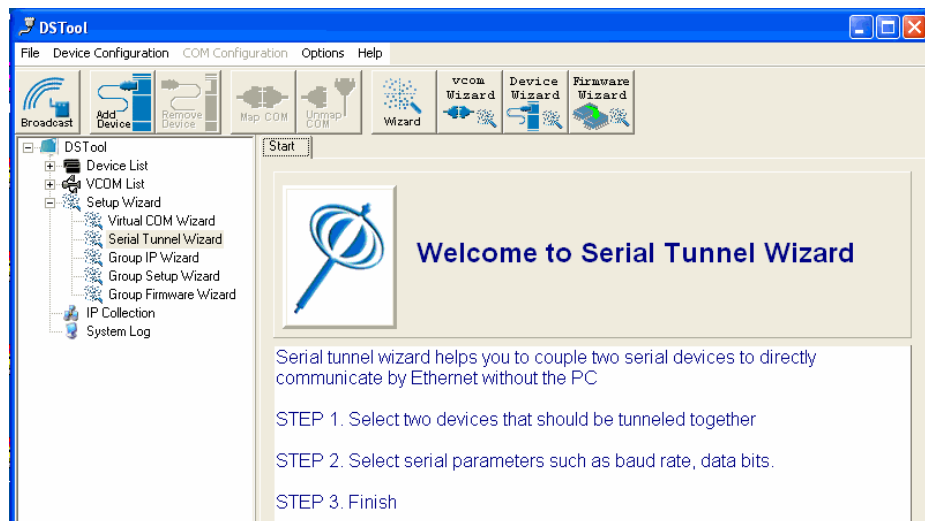 DSTool
File Device Configuration COM Configuration Options Help
Broadcast
Add Device
Remove Device
Map COM
Unmap COM
Wizard
vcom Wizard
Device Wizard
Firmware Wizard
DSTool
Device List
VCOM List
Setup Wizard
Virtual COM Wizard
Serial Tunnel Wizard
Group IP Wizard
Group Setup Wizard
Group Firmware Wizard
IP Collection
System Log
Start
Welcome to Serial Tunnel Wizard
Serial tunnel wizard helps you to couple two serial devices to directly
communicate by Ethernet without the PC
STEP 1. Select two devices that should be tunneled together
STEP 2. Select serial parameters such as baud rate, data bits.
STEP 3. Finish